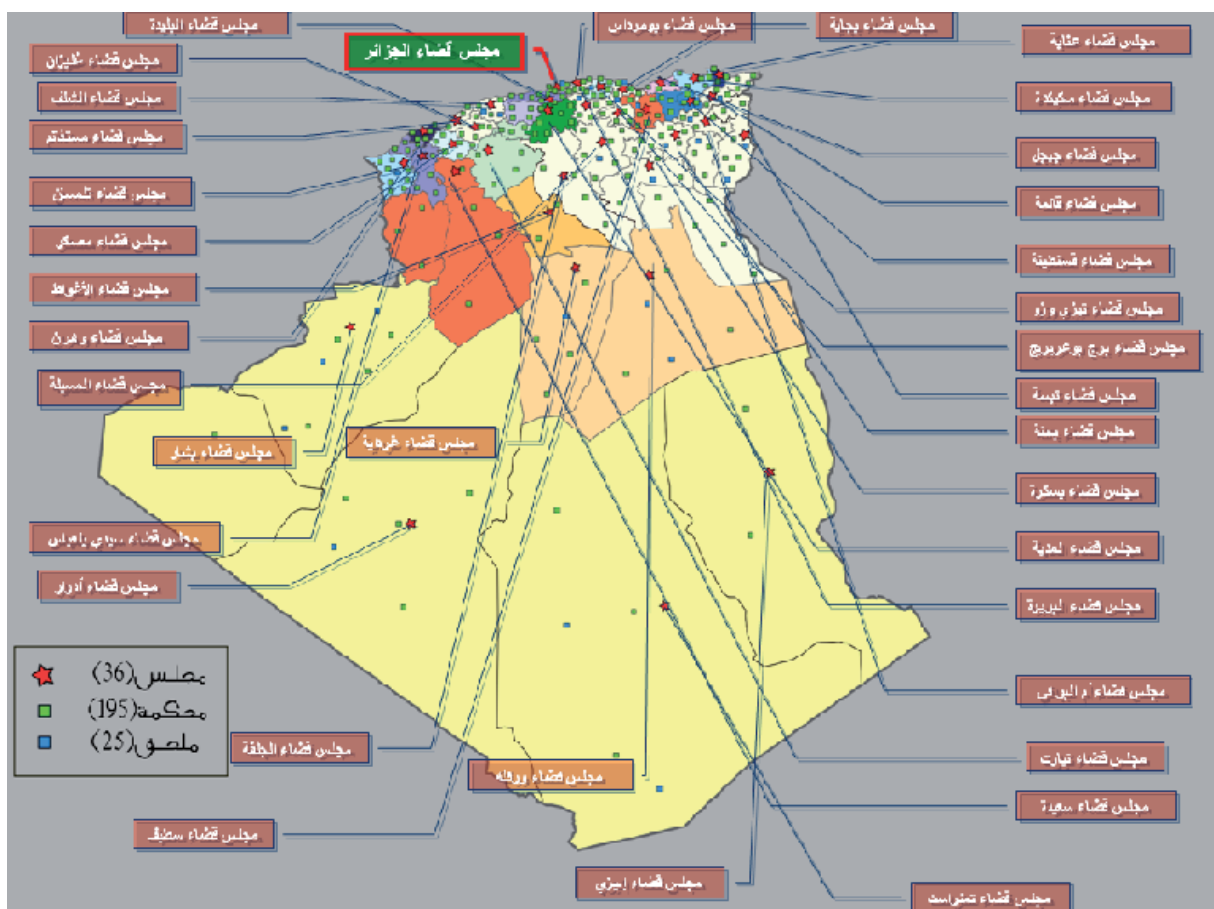 مجلس قضاء البليدة
مجلس قضاء بومرداس
مجلس قضاء بجاية
مجلس قضاء عنابة
مجلس قضاء الجزائر
مجلس قضاء غليزان
مجلس قضاء الشلف
مجلس قضاء سكيكدة
مجلس قضاء مستغانم
مجلس قضاء جيجل
مجلس قضاء تلمسان
مجلس قضاء قالمة
مجلس قضاء معسكر
مجلس قضاء قسنطينة
مجلس قضاء الأغواط
مجلس قضاء تيزي وزو
مجلس قضاء وهران
مجلس قضاء برج بوعريريج
مجلس قضاء المسيلة
مجلس قضاء تبسة
مجلس قضاء غرداية
مجلس قضاء بشار
مجلس قضاء باتنة
مجلس قضاء بسكرة
مجلس قضاء سيدي بلعباس
مجلس قضاء المدية
مجلس قضاء أدرار
مجلس قضاء البويرة
مجلس (36)
محكمة (195)
ملحق (25)
مجلس قضاء أم البواقي
مجلس قضاء الجلفة
مجلس قضاء ورقلة
مجلس قضاء تيارت
مجلس قضاء سعيدة
مجلس قضاء سطيف
مجلس قضاء إليزي
مجلس قضاء تمنراست